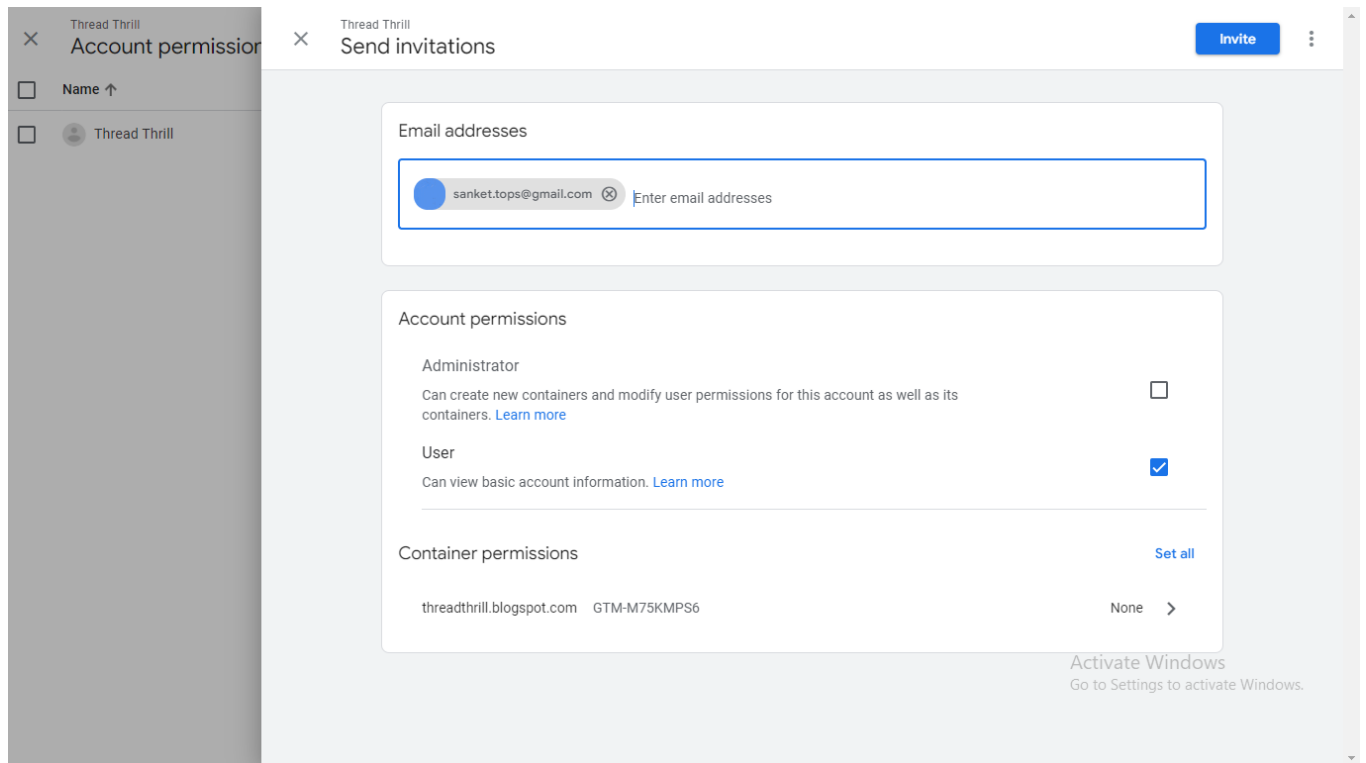 Thread Thrill
Account permission
Name
Thread Thrill
Thread Thrill
Send invitations
Invite
Email addresses
sanket.tops@gmail.com Enter email addresses
Account permissions
Administrator
Can create new containers and modify user permissions for this account as well as its
containers. Learn more
User
Can view basic account information. Learn more
Container permissions Set all
threadthrill.blogspot.com GTM-M75KMPS6 None
Activate Windows
Go to Settings to activate Windows.